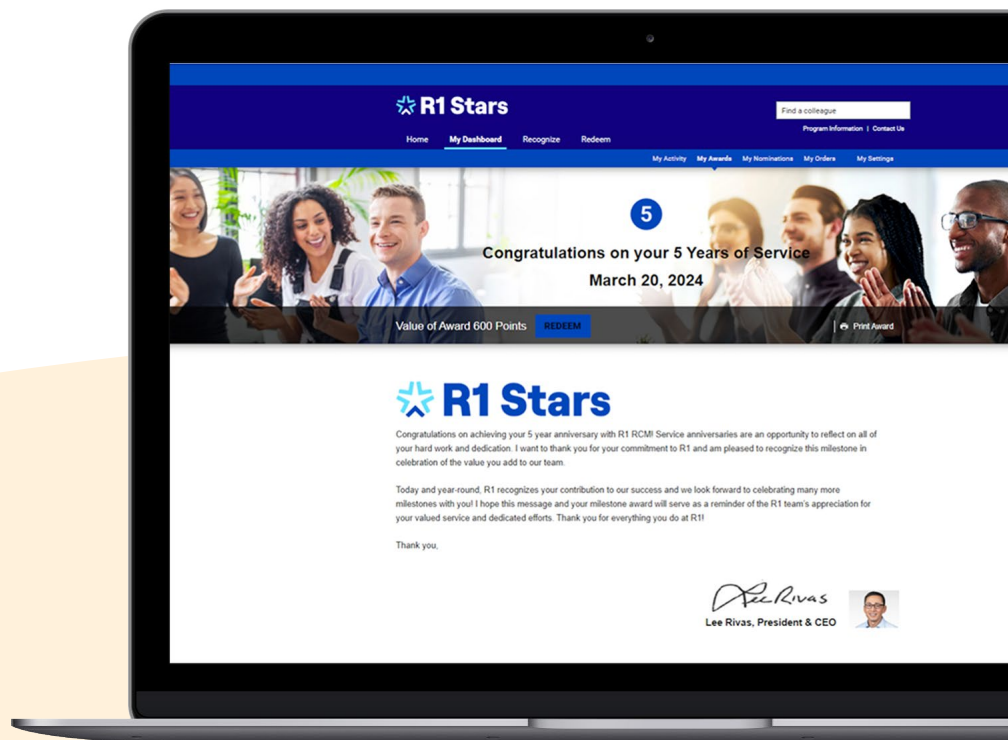 R1 Stars
Find a colleague
Program Information | Contact Us
Home My Dashboard Recognize Redeem
My Activity My Awards My Nominations My Orders My Settings
5
Congratulations on your 5 Years of Service
March 20, 2024
Value of Award 600 Points REDEEM Print Award
R1 Stars
Congratulations on achieving your 5 year anniversary with R1 RCM! Service anniversaries are an opportunity to reflect on all of
your hard work and dedication. I want to thank you for your commitment to R1 and am pleased to recognize this milestone in
celebration of the value you add to our team.
Today and year-round, R1 recognizes your contribution to our success and we look forward to celebrating many more
milestones with you! I hope this message and your milestone award will serve as a reminder of the R1 team's appreciation for
your valued service and dedicated efforts. Thank you for everything you do at R1!
Thank you,
Lee Rivas
Lee Rivas, President & CEO